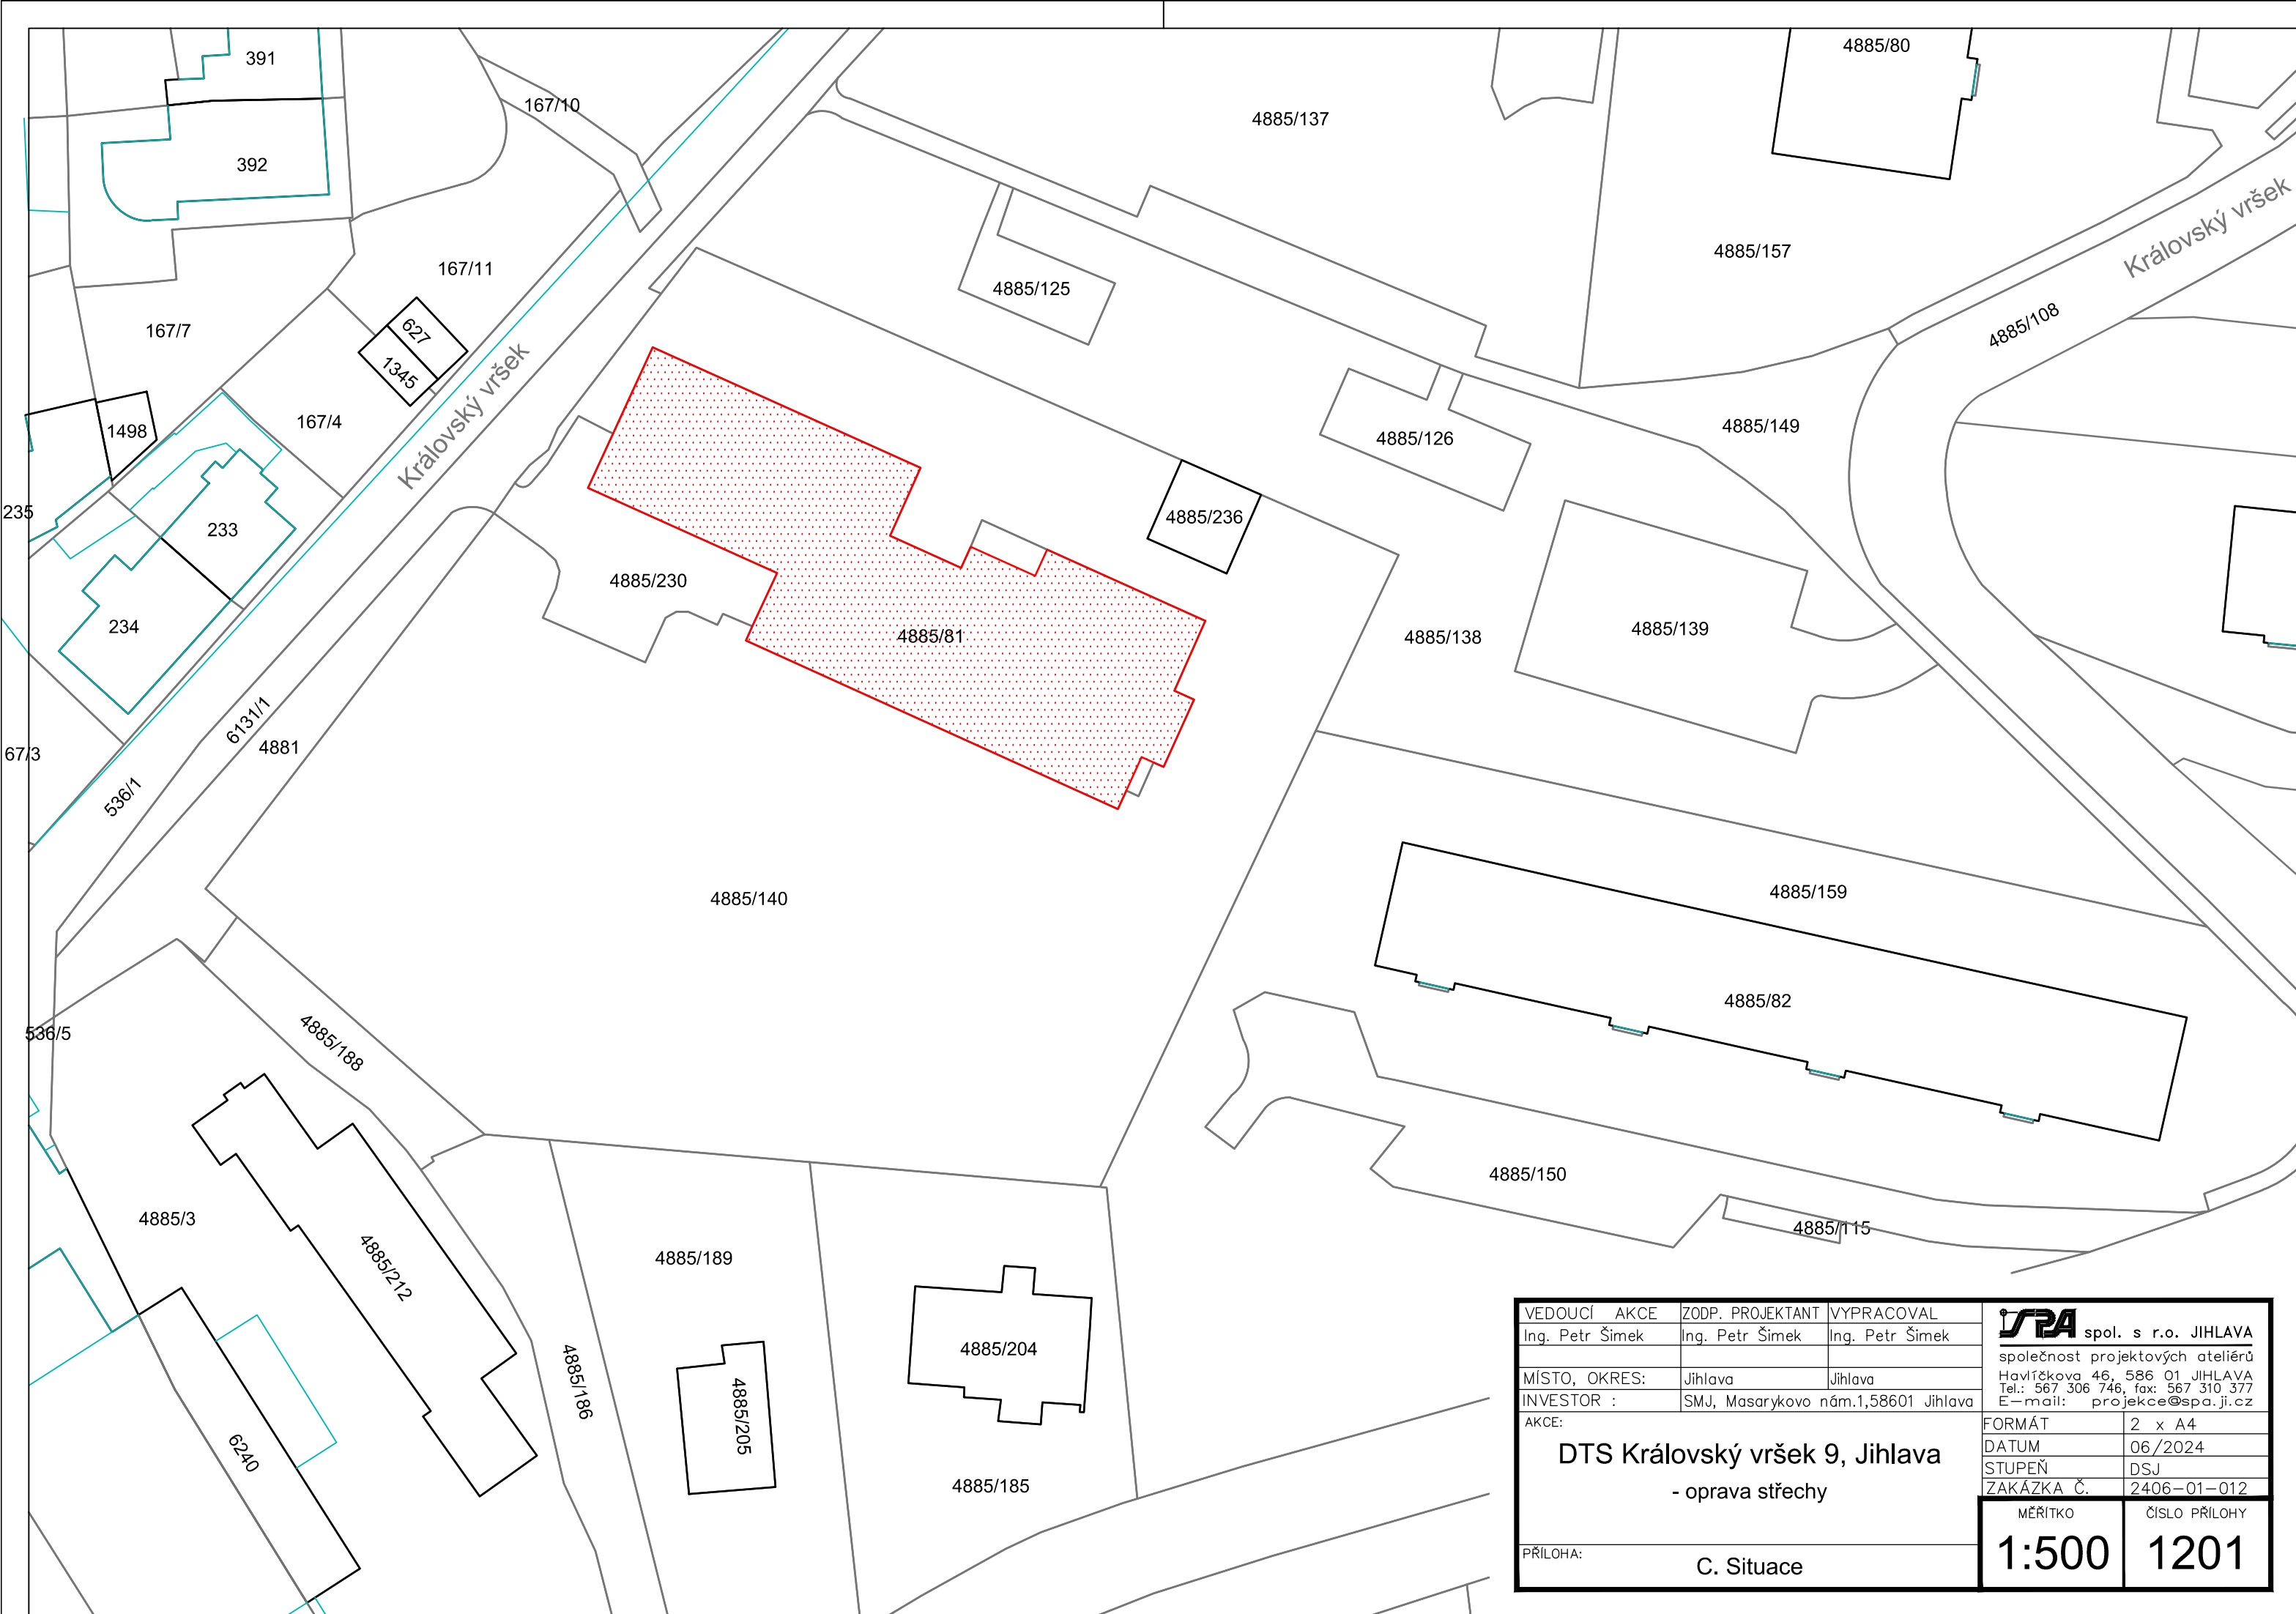 391
4885/80
167/10
4885/137
392
Královský vršek
4885/157
167/11
4885/125
4885/108
167/7
627
1345
Královský vršek
167/4
1498
4885/126
4885/149
235
233
4885/236
4885/230
234
4885/81
4885/138
4885/139
6131/1
4881
67/3
536/1
4885/140
4885/159
4885/82
536/5
4885/188
4885/150
4885/3
4885/115
4885/212
4885/189
4885/204
4885/186
4885/205
6240
4885/185
VEDOUCÍ AKCE ZODP. PROJEKTANT VYPRACOVAL
Ing. Petr Šimek Ing. Petr Šimek Ing. Petr Šimek
MÍSTO, OKRES: Jihlava Jihlava
INVESTOR : SMJ, Masarykovo nám.1,58601 Jihlava
SPA spol. s r.o. JIHLAVA
společnost projektových ateliérů
Havlíčkova 46, 586 01 JIHLAVA
Tel.: 567 306 746, fax: 567 310 377
E-mail: projekce@spa.ji.cz
AKCE:
DTS Královský vršek 9, Jihlava
- oprava střechy
FORMÁT 2 x A4
DATUM 06/2024
STUPEŇ DSJ
ZAKÁZKA Č. 2406-01-012
MĚŘÍTKO ČÍSLO PŘÍLOHY
1:500 1201
PŘÍLOHA: C. Situace